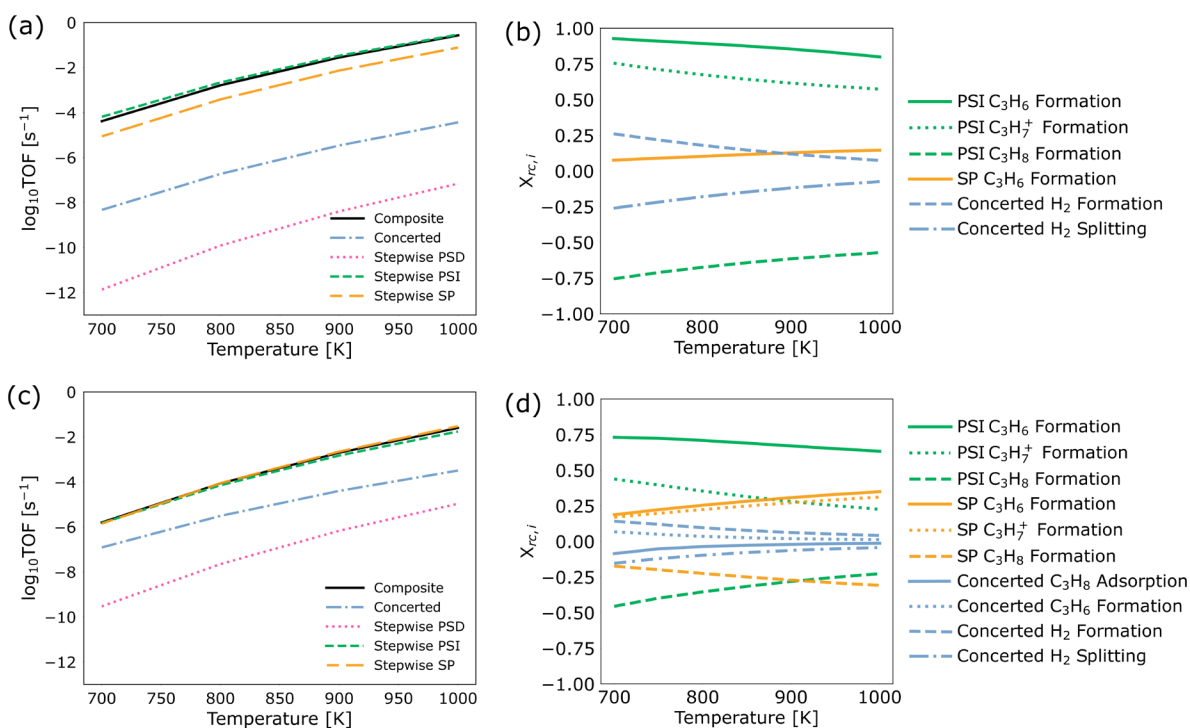 (a)
log10TOF [s−1]
0
−2
−4
−6
−8
−10
−12
700 750 800 850 900 950 1000
Temperature [K]
Composite
Concerted
Stepwise PSD
Stepwise PSI
Stepwise SP
(b)
Xrc,i
1.00
0.75
0.50
0.25
0.00
−0.25
−0.50
−0.75
−1.00
700 800 900 1000
Temperature [K]
PSI C3H6 Formation
PSI C3H7+ Formation
PSI C3H8 Formation
SP C3H6 Formation
Concerted H2 Formation
Concerted H2 Splitting
(c)
log10TOF [s−1]
0
−2
−4
−6
−8
−10
−12
700 750 800 850 900 950 1000
Temperature [K]
Composite
Concerted
Stepwise PSD
Stepwise PSI
Stepwise SP
(d)
Xrc,i
1.00
0.75
0.50
0.25
0.00
−0.25
−0.50
−0.75
−1.00
700 800 900 1000
Temperature [K]
PSI C3H6 Formation
PSI C3H7+ Formation
PSI C3H8 Formation
SP C3H6 Formation
SP C3H7+ Formation
SP C3H8 Formation
Concerted C3H8 Adsorption
Concerted C3H6 Formation
Concerted H2 Formation
Concerted H2 Splitting